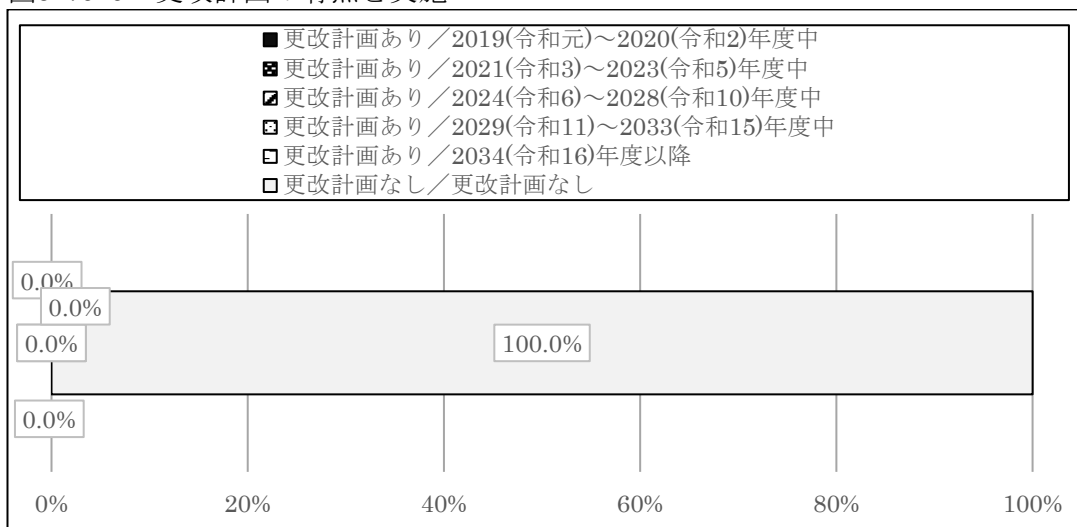 ■更改計画あり／2019(令和元)～2020(令和2)年度中
更改計画あり／2021(令和3)～2023(令和5)年度中
更改計画あり／2024(令和6)～2028(令和10)年度中
更改計画あり／2029(令和11)～2033(令和15)年度中
更改計画あり／2034(令和16)年度以降
□更改計画なし／更改計画なし
0.0%
0.0%
0.0%
100.0%
0.0%
0%
20%
40%
60%
80%
100%